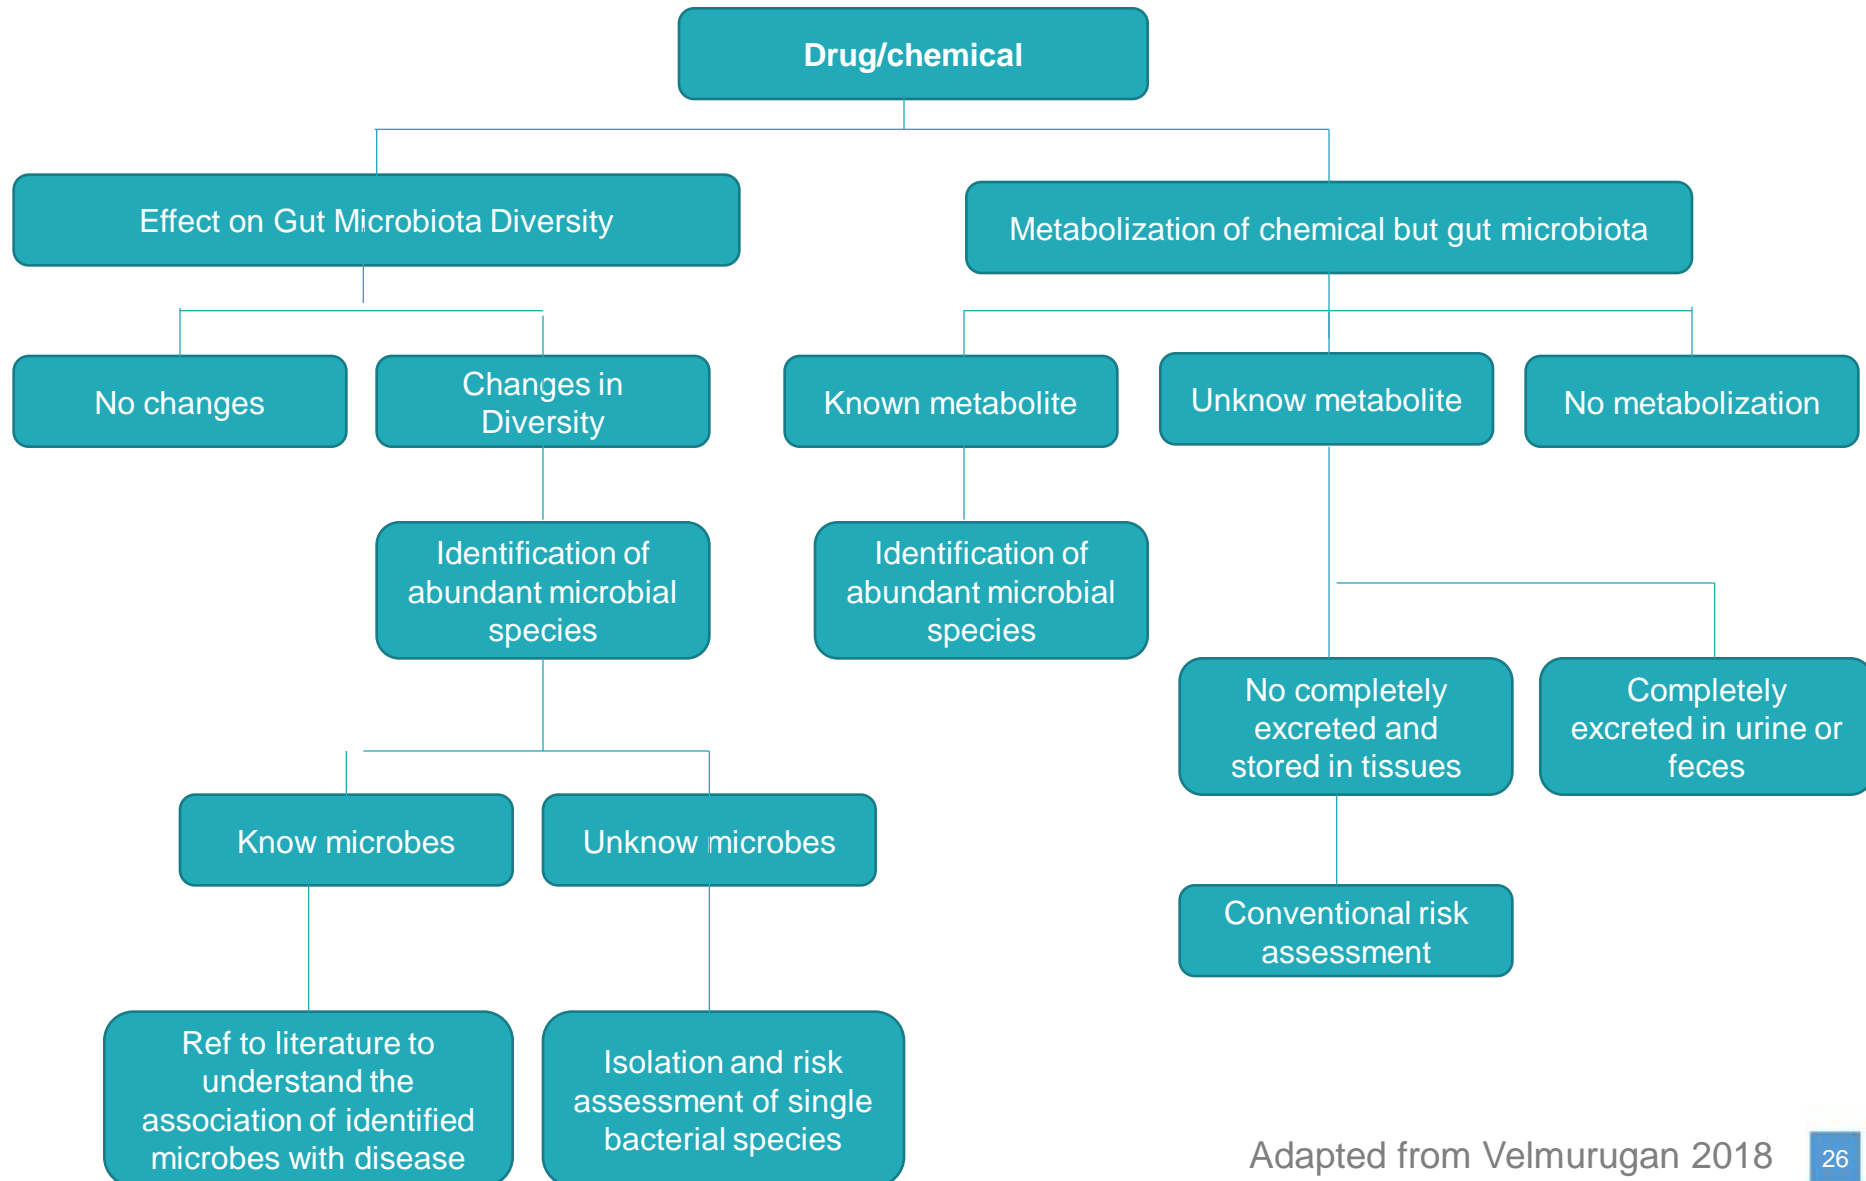 Drug/chemical
Effect on Gut Microbiota Diversity
Metabolization of chemical but gut microbiota
No changes
Changes in
Diversity
Known metabolite
Unknow metabolite
No metabolization
Identification of
abundant microbial
species
Identification of
abundant microbial
species
No completely
excreted and
stored in tissues
Completely
excreted in urine or
feces
Know microbes
Unknow microbes
Conventional risk
assessment
Ref to literature to
understand the
association of identified
microbes with disease
Isolation and risk
assessment of single
bacterial species
Adapted from Velmurugan 2018
26